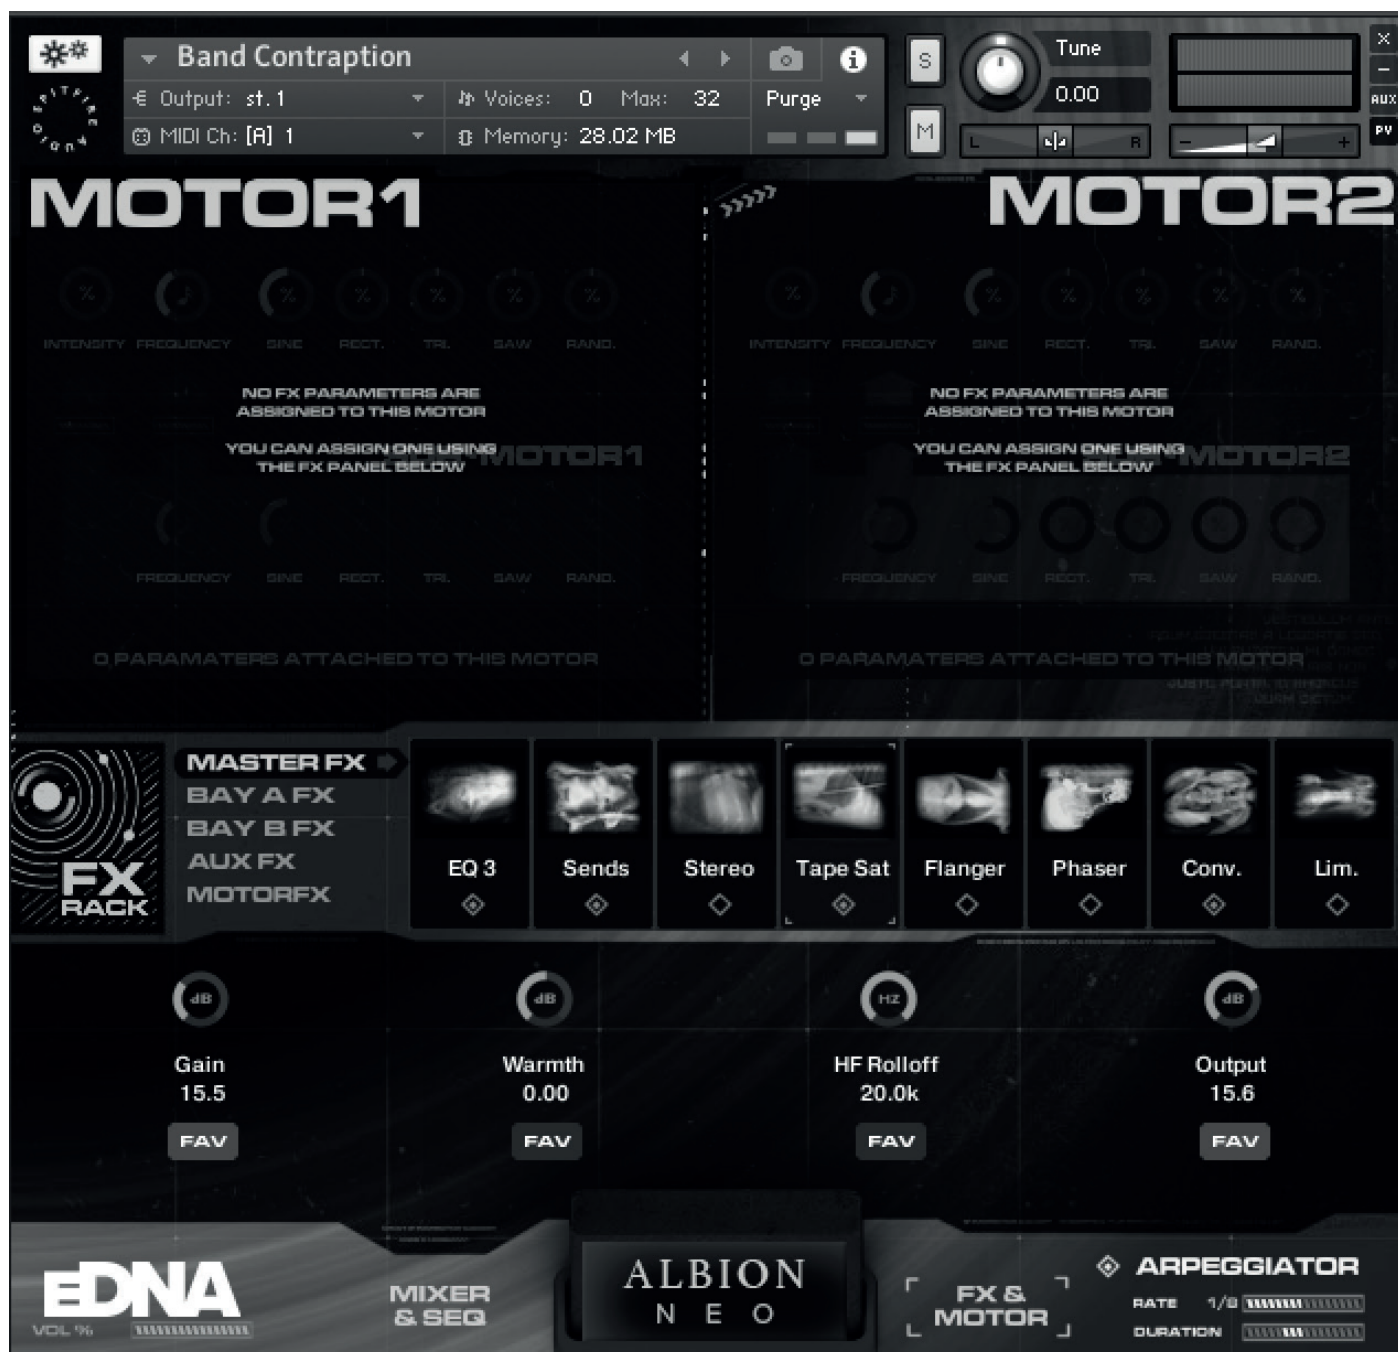 Band Contraption
S
Tune
SPITFIRE AUDIO
Output: st. 1
Voices: 0 Max: 32
Purge
0.00
AUX
MIDI Ch: [A] 1
Memory: 28.02 MB
M
L R
- +
PV
MOTOR1
MOTOR2
INTENSITY FREQUENCY SINE RECT. TRI. SAW RAND.
INTENSITY FREQUENCY SINE RECT. TRI. SAW RAND.
NO FX PARAMETERS ARE
ASSIGNED TO THIS MOTOR
YOU CAN ASSIGN ONE USING
THE FX PANEL BELOW
MOTOR1
NO FX PARAMETERS ARE
ASSIGNED TO THIS MOTOR
YOU CAN ASSIGN ONE USING
THE FX PANEL BELOW
MOTOR2
FREQUENCY SINE RECT. TRI. SAW RAND.
FREQUENCY SINE RECT. TRI. SAW RAND.
0 PARAMATERS ATTACHED TO THIS MOTOR
0 PARAMATERS ATTACHED TO THIS MOTOR
FX
RACK
MASTER FX
BAY A FX
BAY B FX
AUX FX
MOTORFX
EQ 3
Sends
Stereo
Tape Sat
Flanger
Phaser
Conv.
Lim.
dB
dB
HZ
dB
Gain
15.5
FAV
Warmth
0.00
FAV
HF Rolloff
20.0k
FAV
Output
15.6
FAV
EDNA
VOL %
MIXER
& SEQ
ALBION
NEO
FX &
MOTOR
ARPEGGIATOR
RATE 1/8
DURATION